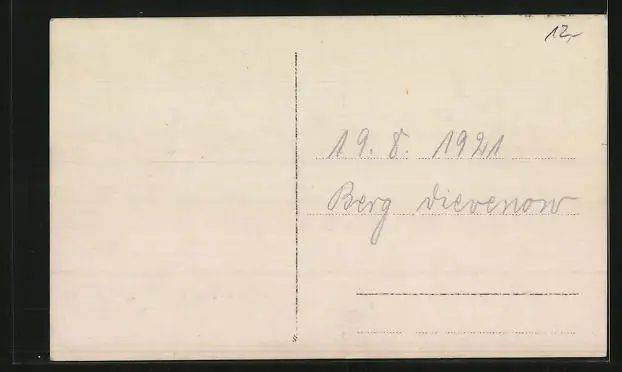 12,-
19. 8. 1921
Berg Dievenow